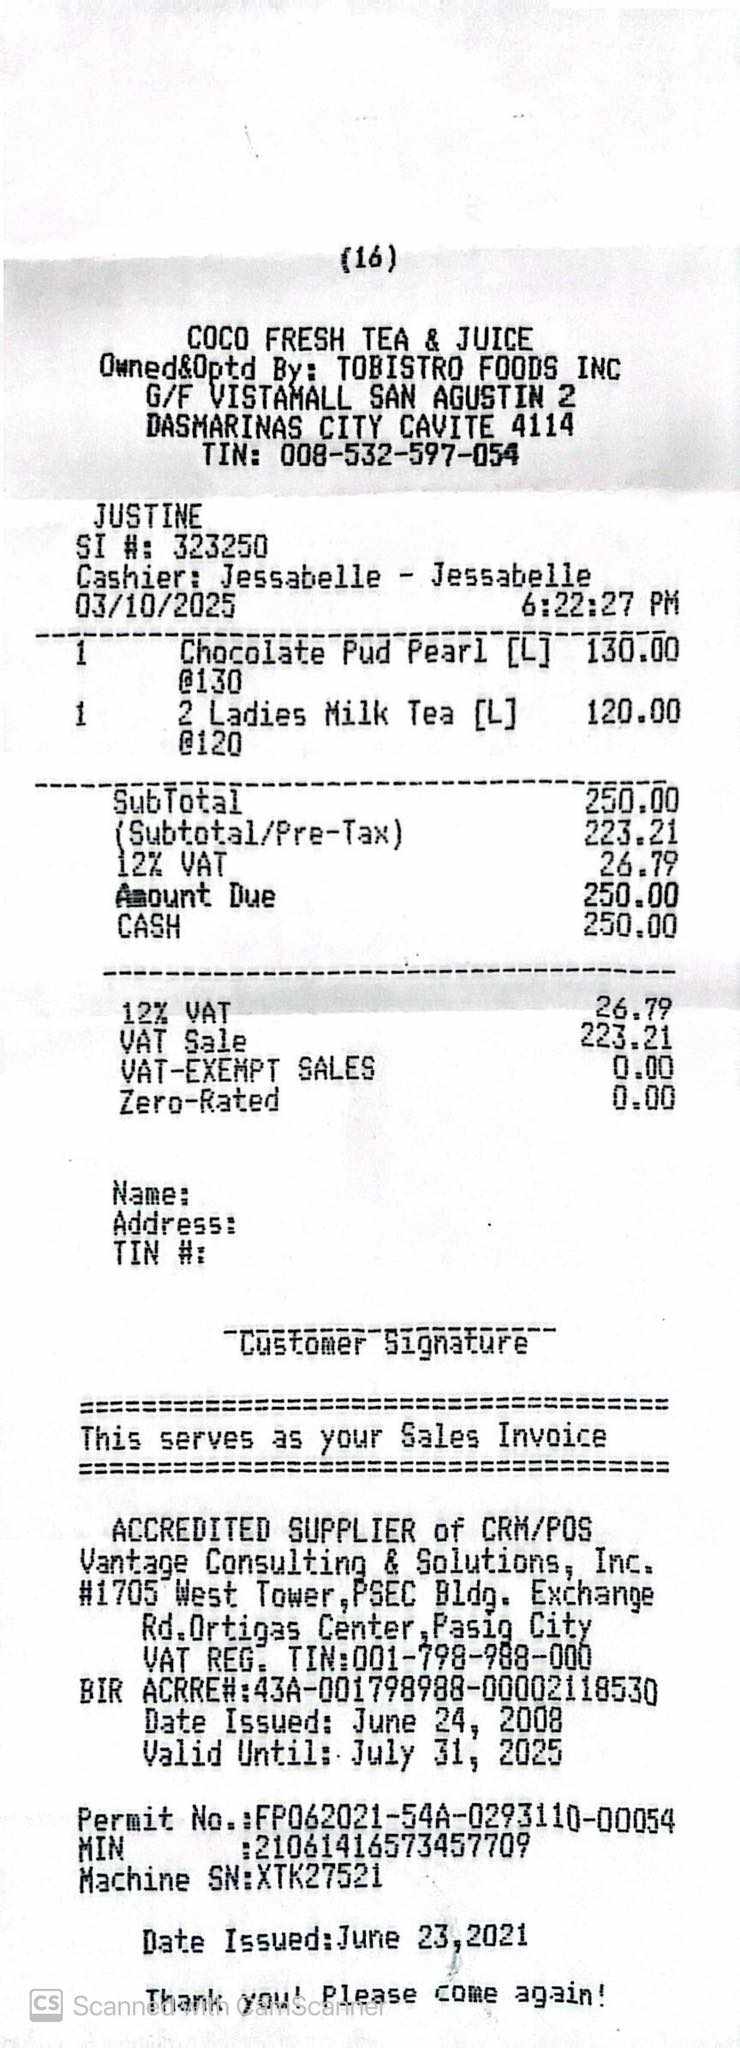 (16)
COCO FRESH TEA & JUICE
Owned&Optd By: TOBISTRO FOODS INC
G/F VISTAMALL SAN AGUSTIN 2
DASMARINAS CITY CAVITE 4114
TIN: 008-532-597-054
JUSTINE
SI #: 323250
Cashier: Jessabelle - Jessabelle
03/10/2025 6:22:27 PM
1 Chocolate Pud Pearl [L] 130.00
@130
1 2 Ladies Milk Tea [L] 120.00
@120
SubTotal 250.00
(Subtotal/Pre-Tax) 223.21
12% VAT 26.79
Amount Due 250.00
CASH 250.00
12% VAT 26.79
VAT Sale 223.21
VAT-EXEMPT SALES 0.00
Zero-Rated 0.00
Name:
Address:
TIN #:
Customer Signature
This serves as your Sales Invoice
ACCREDITED SUPPLIER of CRM/POS
Vantage Consulting & Solutions, Inc.
#1705 West Tower,PSEC Bldg. Exchange
Rd.Ortigas Center,Pasig City
VAT REG. TIN:001-798-988-000
BIR ACRRE#:43A-001798988-00002118530
Date Issued: June 24, 2008
Valid Until: July 31, 2025
Permit No.:FP062021-54A-0293110-00054
MIN :21061416573457709
Machine SN:XTK27521
Date Issued:June 23,2021
Thank you! Please come again!
CS Scanned with CamScanner